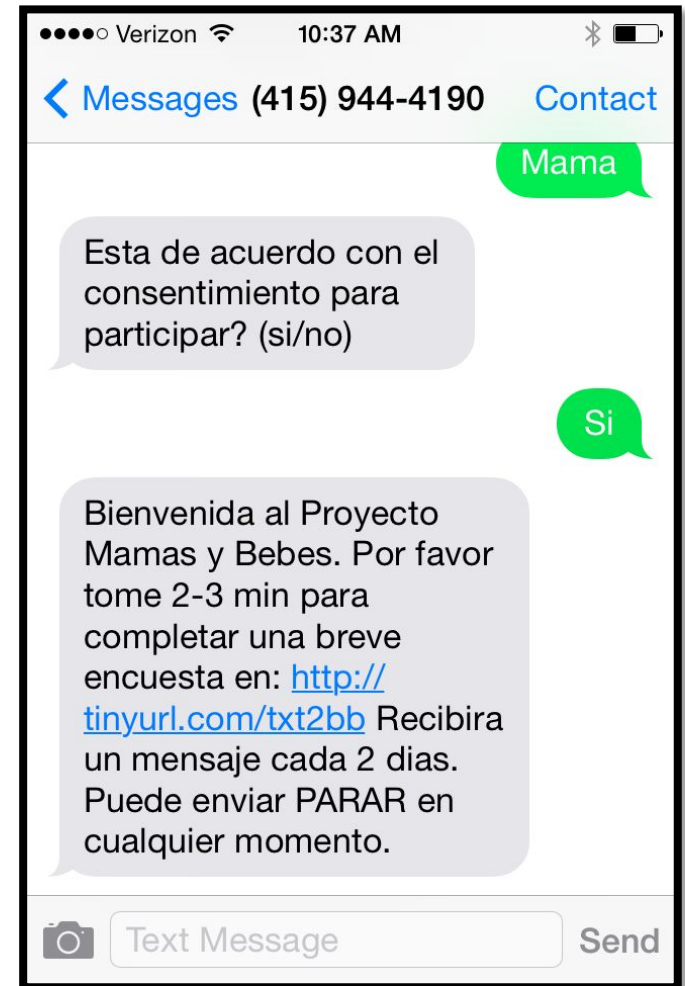 Verizon 10:37 AM
Messages (415) 944-4190 Contact
Mama
Esta de acuerdo con el
consentimiento para
participar? (si/no)
Si
Bienvenida al Proyecto
Mamas y Bebes. Por favor
tome 2-3 min para
completar una breve
encuesta en: http://
tinyurl.com/txt2bb Recibira
un mensaje cada 2 dias.
Puede enviar PARAR en
cualquier momento.
Text Message Send